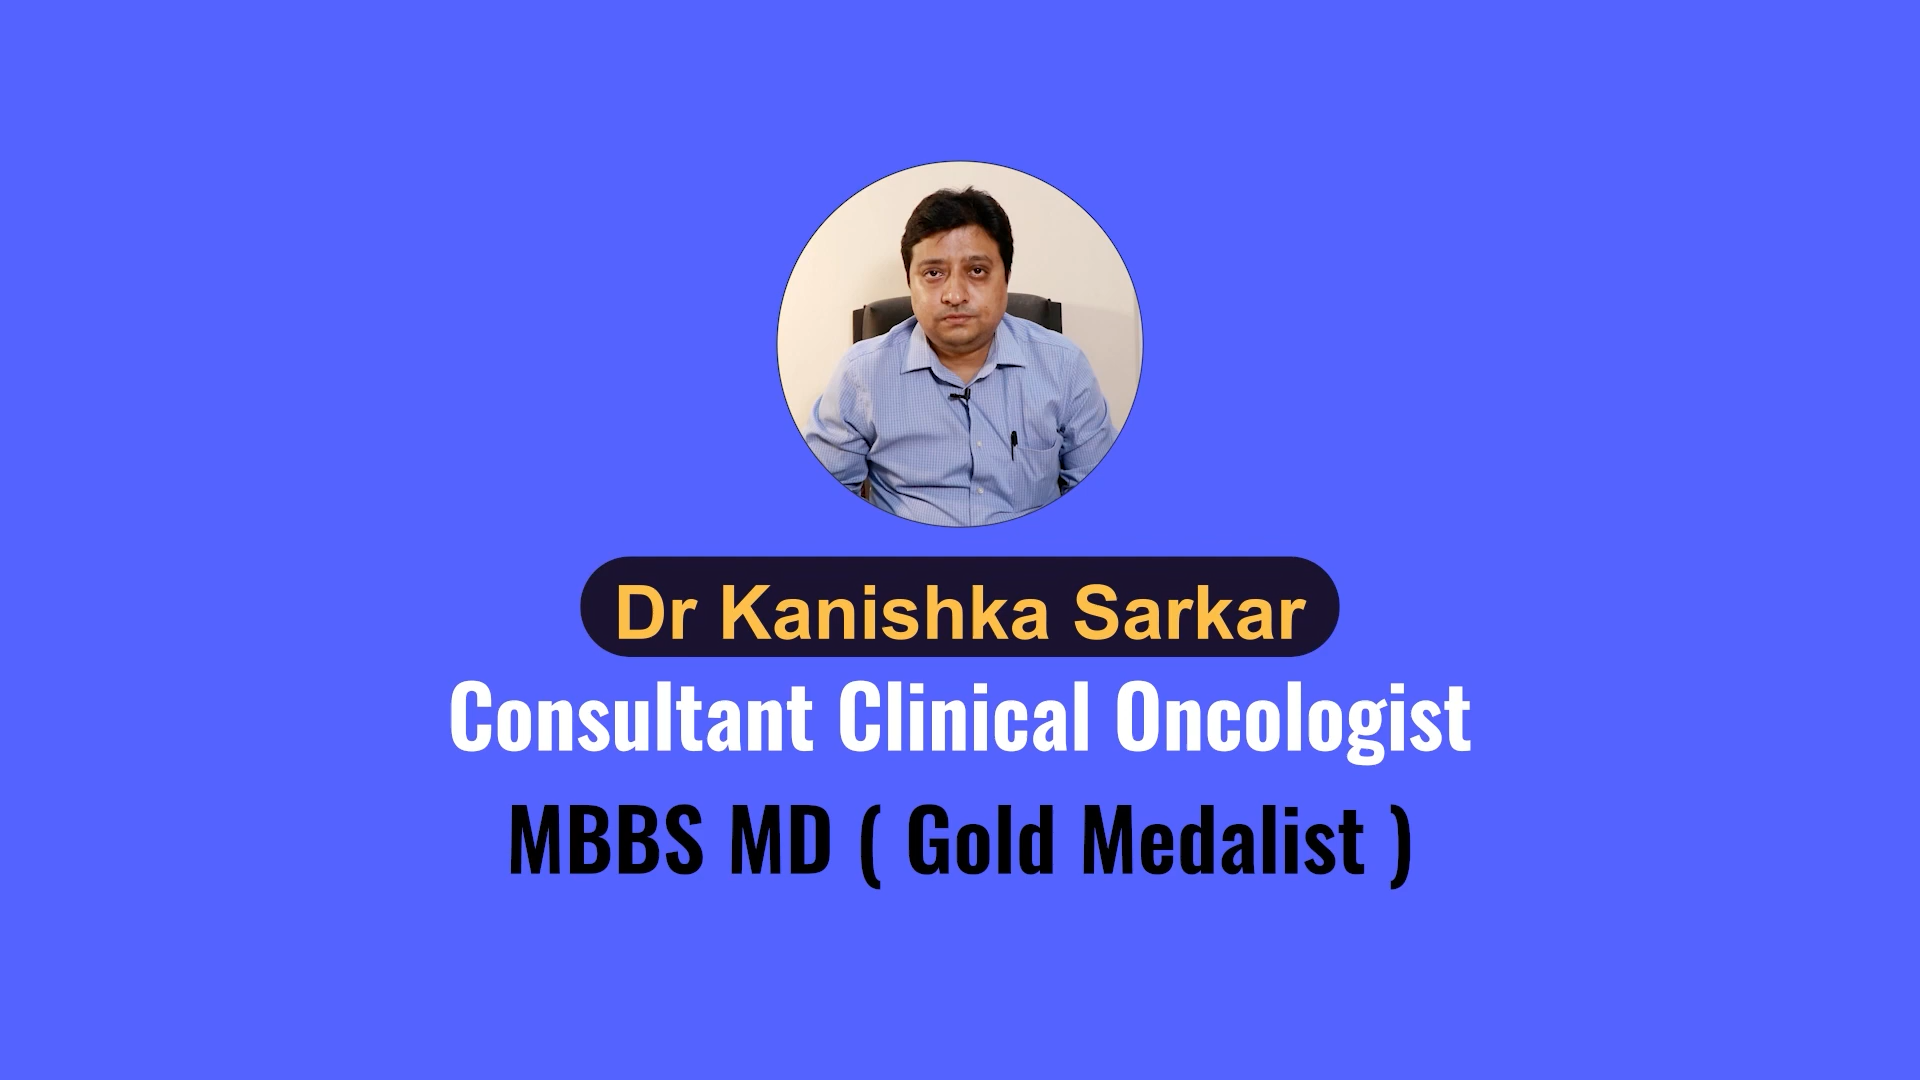 Dr Kanishka Sarkar
Consultant Clinical Oncologist
MBBS MD ( Gold Medalist )